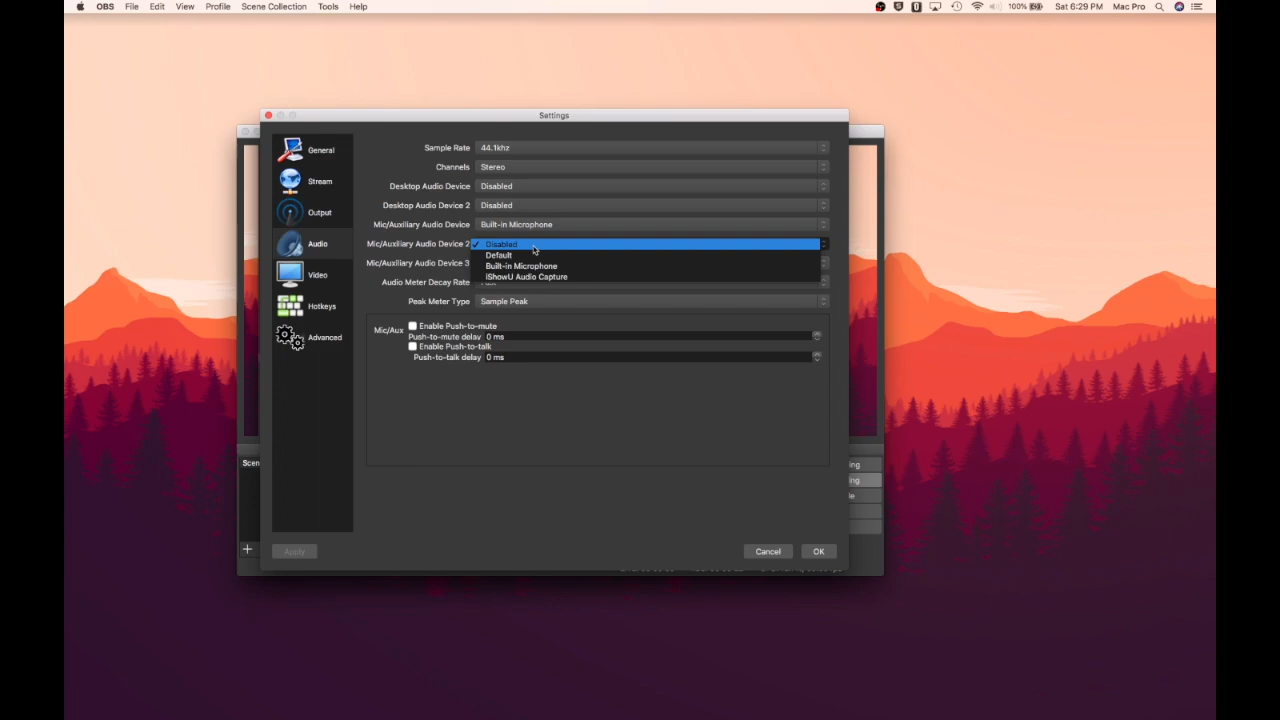 OBS File Edit View Profile Scene Collection Tools Help 100% Sat 6:29 PM Mac Pro
Settings
General
Stream
Output
Audio
Video
Hotkeys
Advanced
Sample Rate 44.1khz
Channels Stereo
Desktop Audio Device Disabled
Desktop Audio Device 2 Disabled
Mic/Auxiliary Audio Device Built-in Microphone
Mic/Auxiliary Audio Device 2 ✓ Disabled
Default
Mic/Auxiliary Audio Device 3
Built-in Microphone
iShowU Audio Capture
Audio Meter Decay Rate
Peak Meter Type Sample Peak
Mic/Aux
Enable Push-to-mute
Push-to-mute delay 0 ms
Enable Push-to-talk
Push-to-talk delay 0 ms
Scen
ing
ing
le
Apply
Cancel
OK